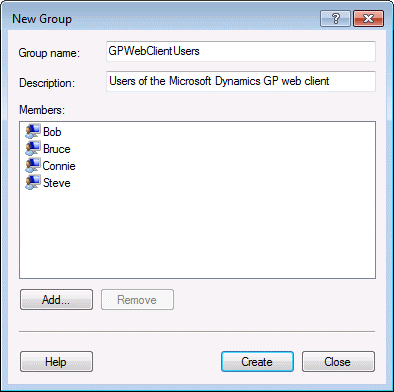 New Group
?
Group name: GPWebClientUsers
Description: Users of the Microsoft Dynamics GP web client
Members:
Bob
Bruce
Connie
Steve
Add... Remove
Help Create Close